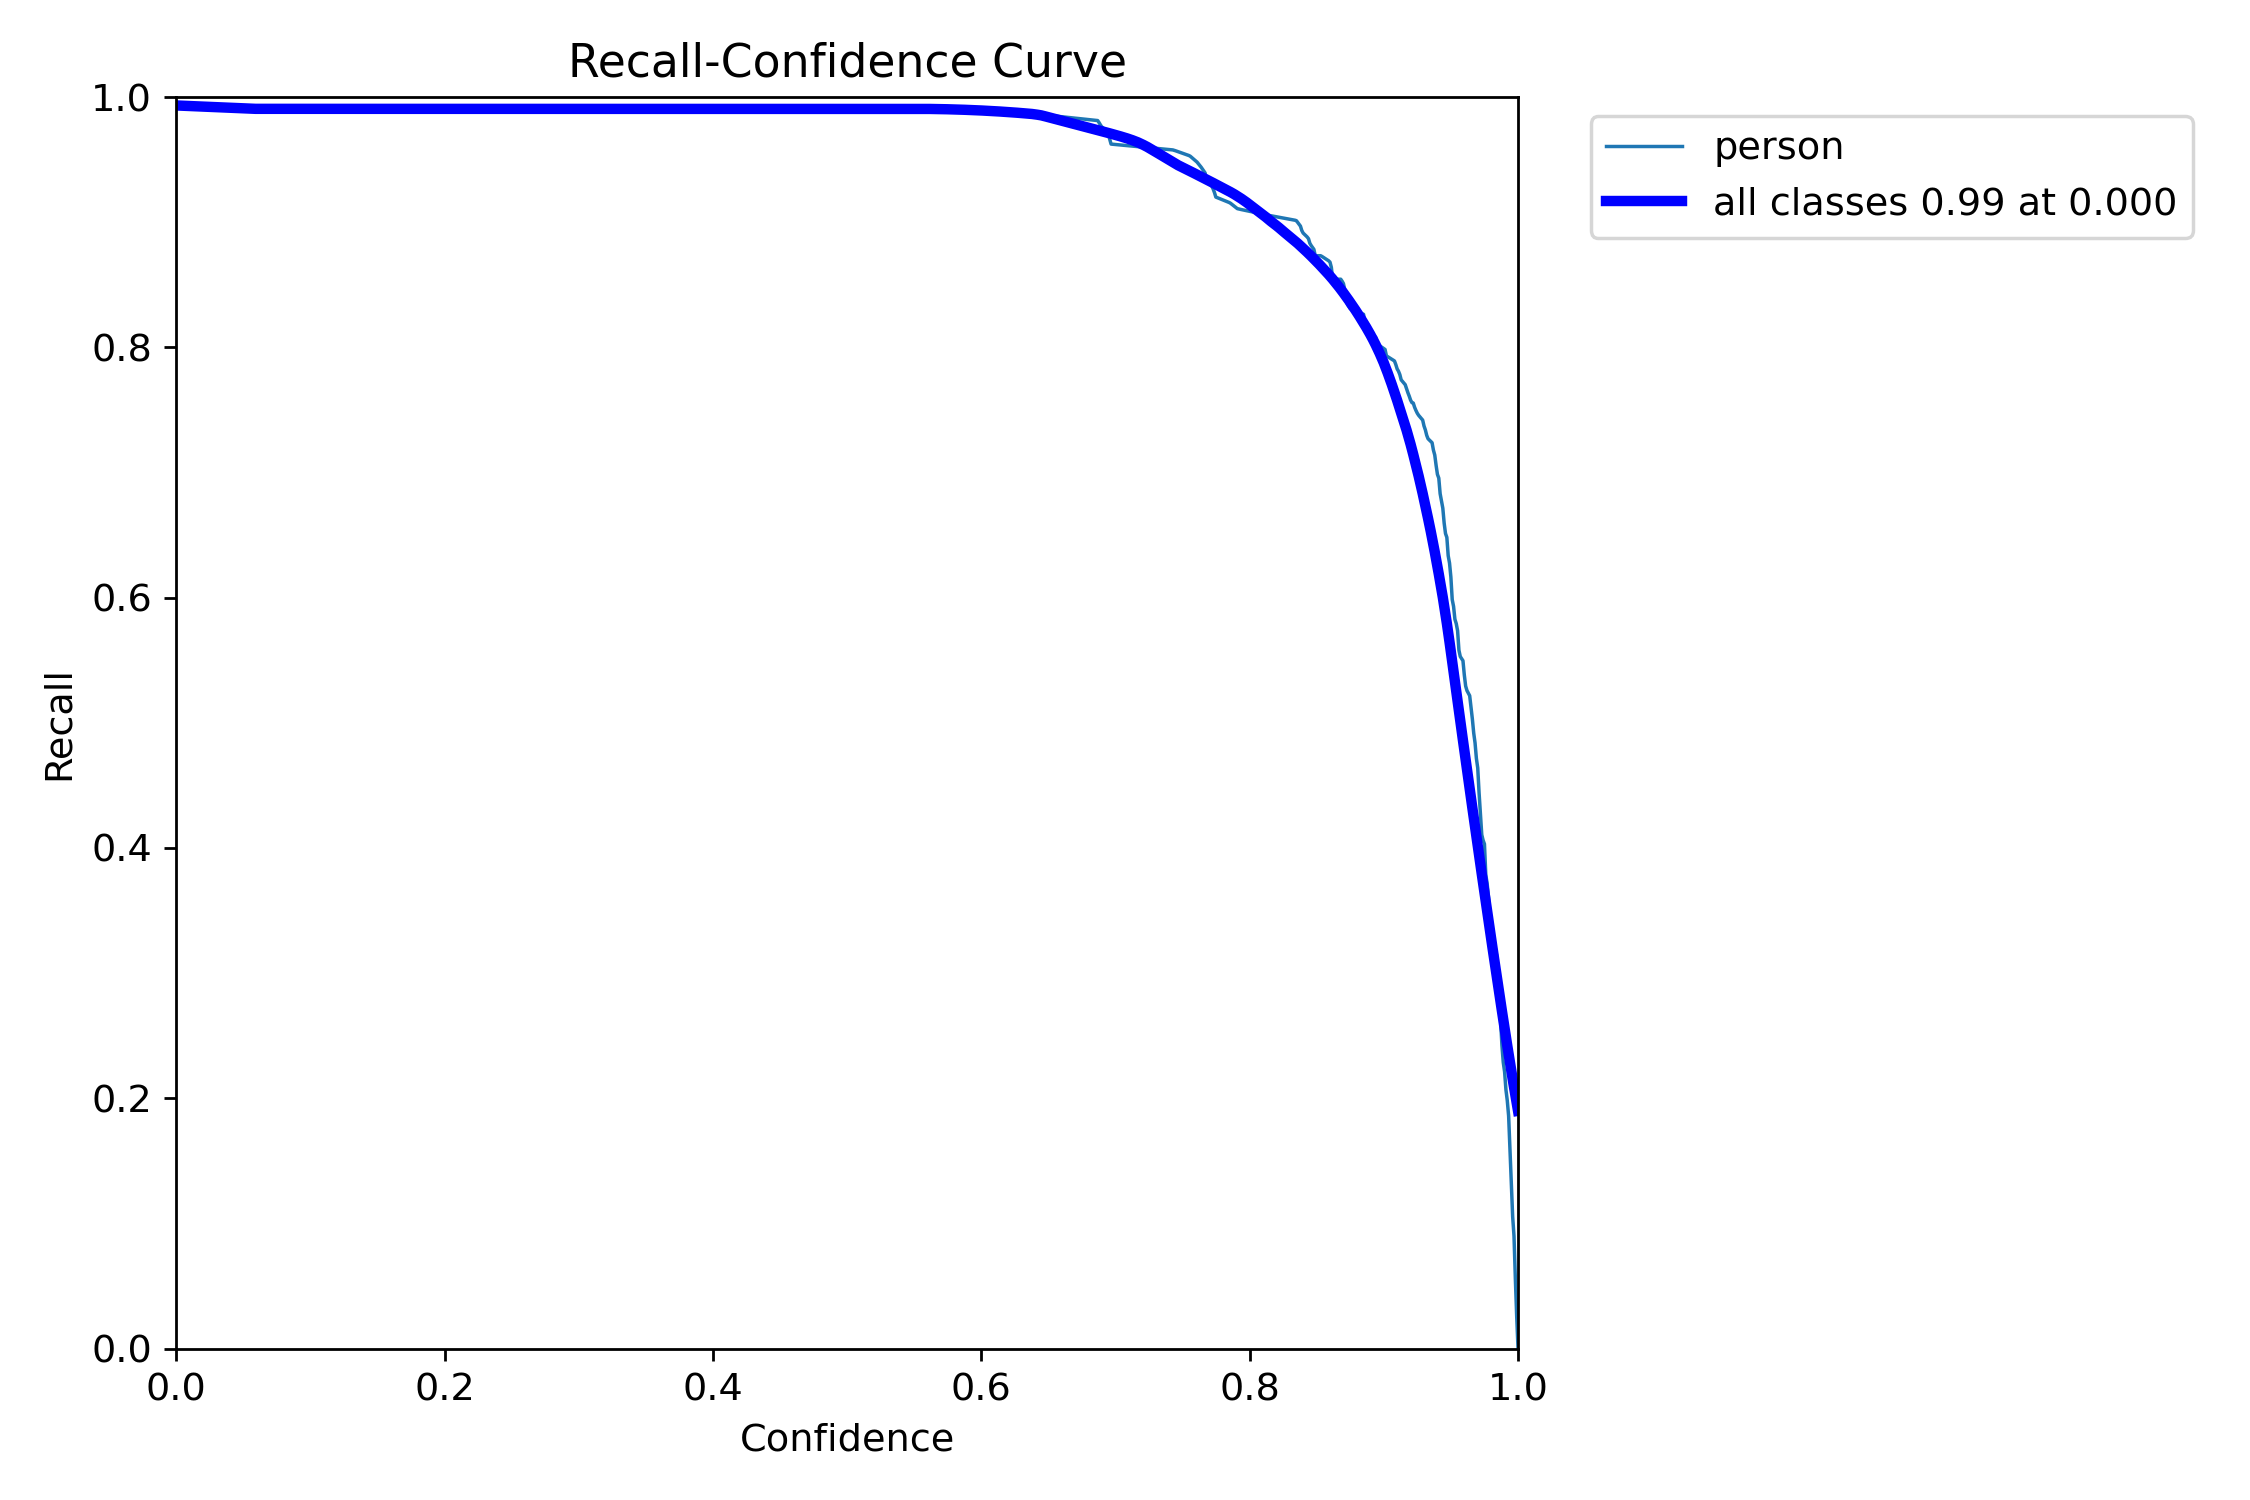 Recall-Confidence Curve
1.0
0.8
0.6
0.4
0.2
0.0
Recall
0.0 0.2 0.4 0.6 0.8 1.0
Confidence
person
all classes 0.99 at 0.000